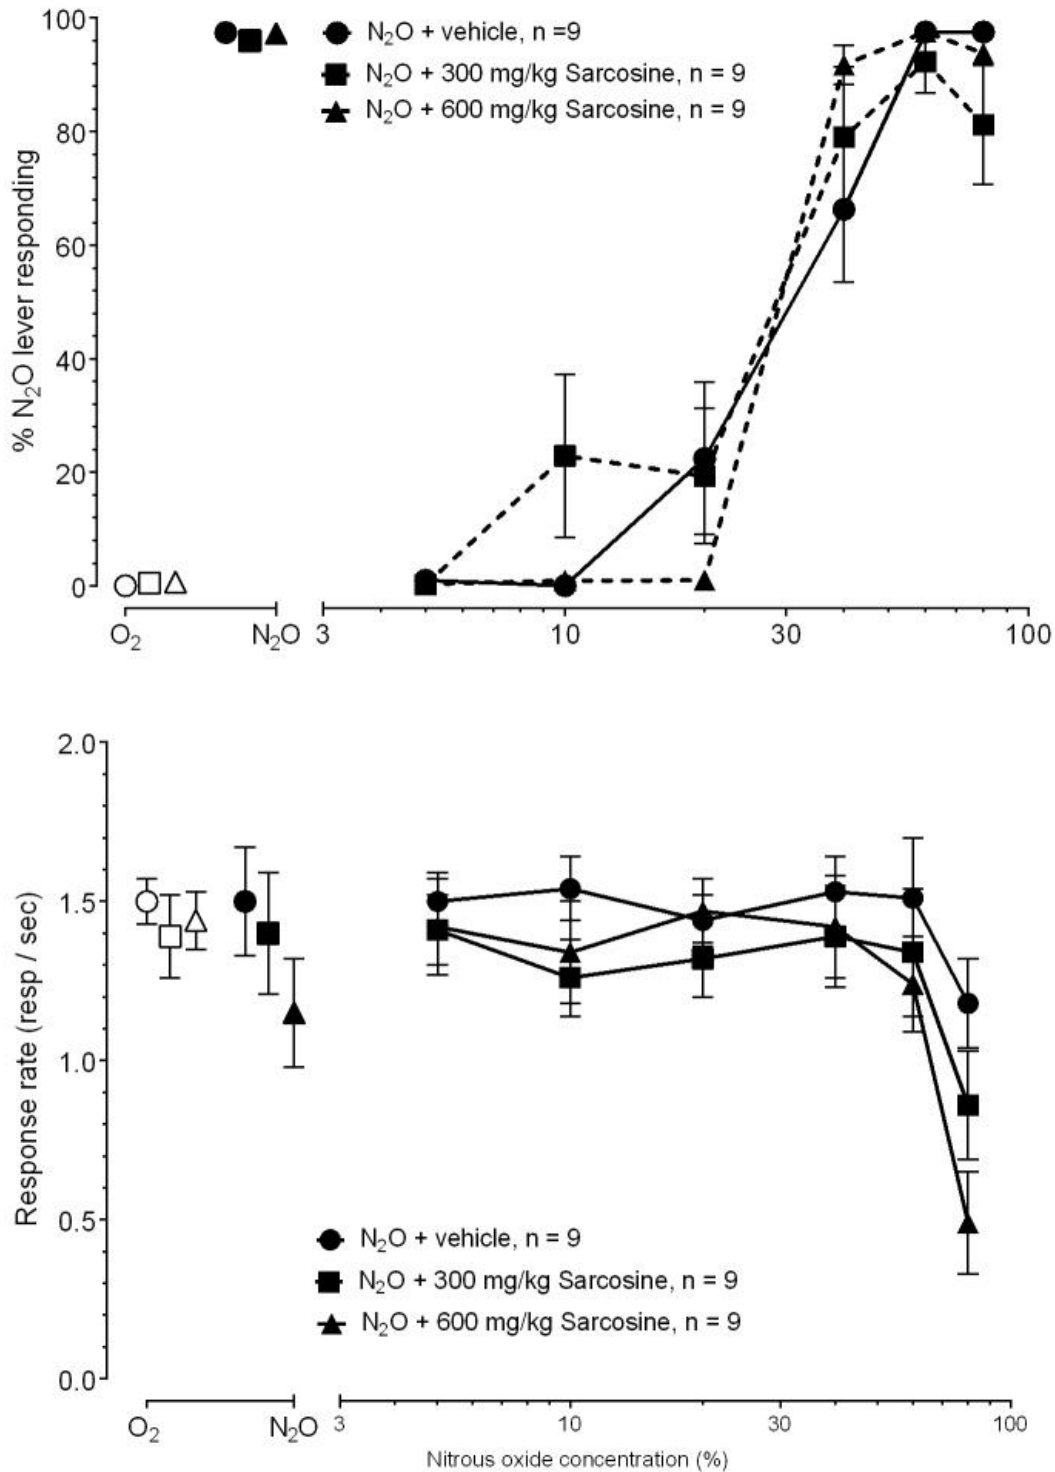 100
N₂O + vehicle, n =9
N₂O + 300 mg/kg Sarcosine, n = 9
N₂O + 600 mg/kg Sarcosine, n = 9
80
60
40
20
0
% N₂O lever responding
O₂ N₂O 3 10 30 100
2.0
1.5
1.0
0.5
0.0
Response rate (resp / sec)
N₂O + vehicle, n = 9
N₂O + 300 mg/kg Sarcosine, n = 9
N₂O + 600 mg/kg Sarcosine, n = 9
O₂ N₂O 3 10 30 100
Nitrous oxide concentration (%)